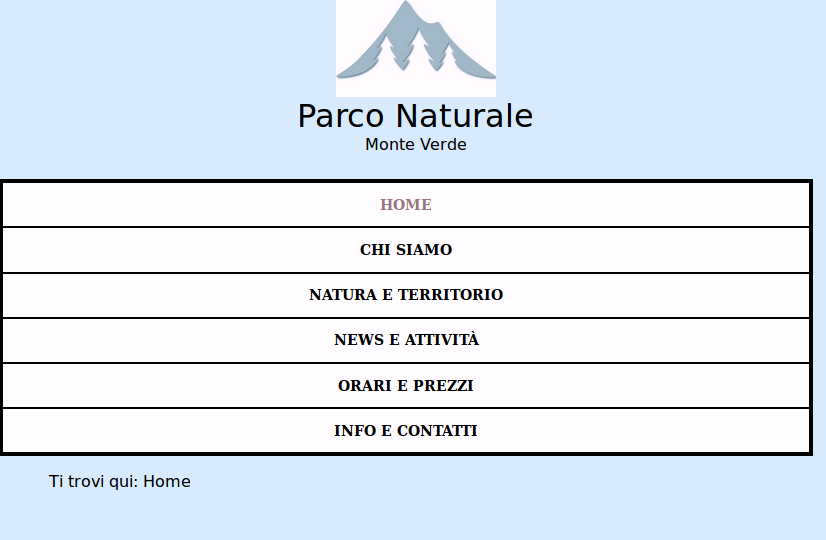 Parco Naturale
Monte Verde
HOME
CHI SIAMO
NATURA E TERRITORIO
NEWS E ATTIVITÀ
ORARI E PREZZI
INFO E CONTATTI
Ti trovi qui: Home